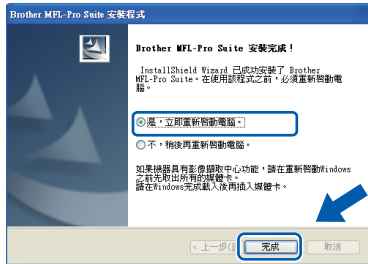 Brother MFL-Pro Suite 安裝程式
Brother MFL-Pro Suite 安裝完成！
InstallShield Wizard 已成功安裝了 Brother
MFL-Pro Suite。在使用該程式之前，必須重新啟動電
腦。
是，立即重新啟動電腦。
不，稍後再重新啟動電腦。
如果機器具有影像擷取中心功能，請在重新啟動Windows
之前先取出所有的媒體卡。
請在Windows完成載入後再插入媒體卡。
< 上一步(B
完成
取消